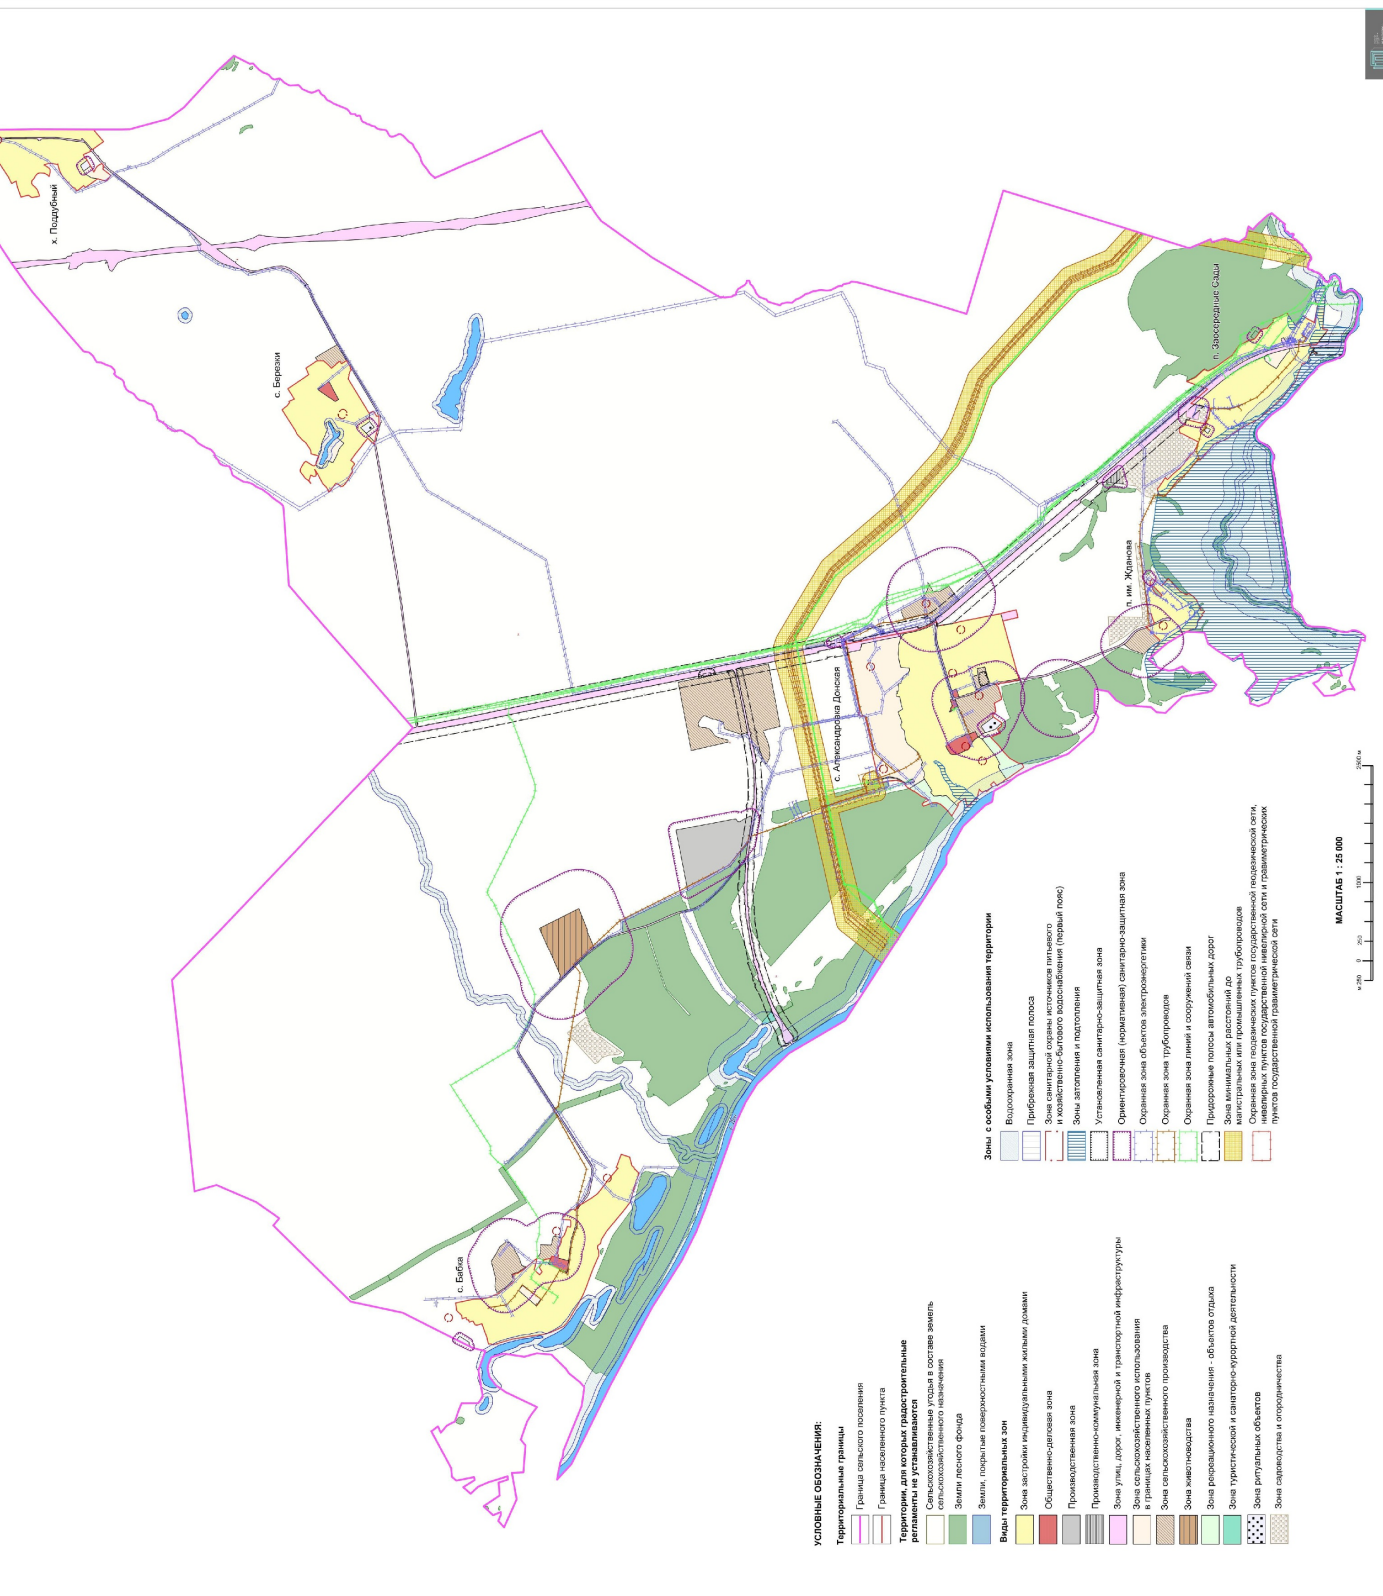 х. Поддубный
с. Березки
п. Заосередные Сады
п. им. Жданова
с. Александровка Донская
с. Бабка
УСЛОВНЫЕ ОБОЗНАЧЕНИЯ:
Территориальные границы
Граница сельского поселения
Граница населенного пункта
Территории, для которых градостроительные
регламенты не устанавливаются
Сельскохозяйственные угодья в составе земель
сельскохозяйственного назначения
Земли лесного фонда
Земли, покрытые поверхностными водами
Виды территориальных зон
Зона застройки индивидуальными жилыми домами
Общественно-деловая зона
Производственная зона
Производственно-коммунальная зона
Зона улиц, дорог, инженерной и транспортной инфраструктуры
Зона сельскохозяйственного использования
в границах населенных пунктов
Зона сельскохозяйственного производства
Зона животноводства
Зона рекреационного назначения - объектов отдыха
Зона туристической и санаторно-курортной деятельности
Зона ритуальных объектов
Зона садоводства и огородничества
Зоны с особыми условиями использования территории
Водоохранная зона
Прибрежная защитная полоса
Зона санитарной охраны источников питьевого
и хозяйственно-бытового водоснабжения (первый пояс)
Зоны затопления и подтопления
Установленная санитарно-защитная зона
Ориентировочная (нормативная) санитарно-защитная зона
Охранная зона объектов электроэнергетики
Охранная зона трубопроводов
Охранная зона линий и сооружений связи
Придорожные полосы автомобильных дорог
Зона минимальных расстояний до
магистральных или промышленных трубопроводов
Охранная зона геодезических пунктов государственной геодезической сети,
нивелирных пунктов государственной нивелирной сети и гравиметрических
пунктов государственной гравиметрической сети
МАСШТАБ 1 : 25 000
м 250 0 250 1000 2500 м